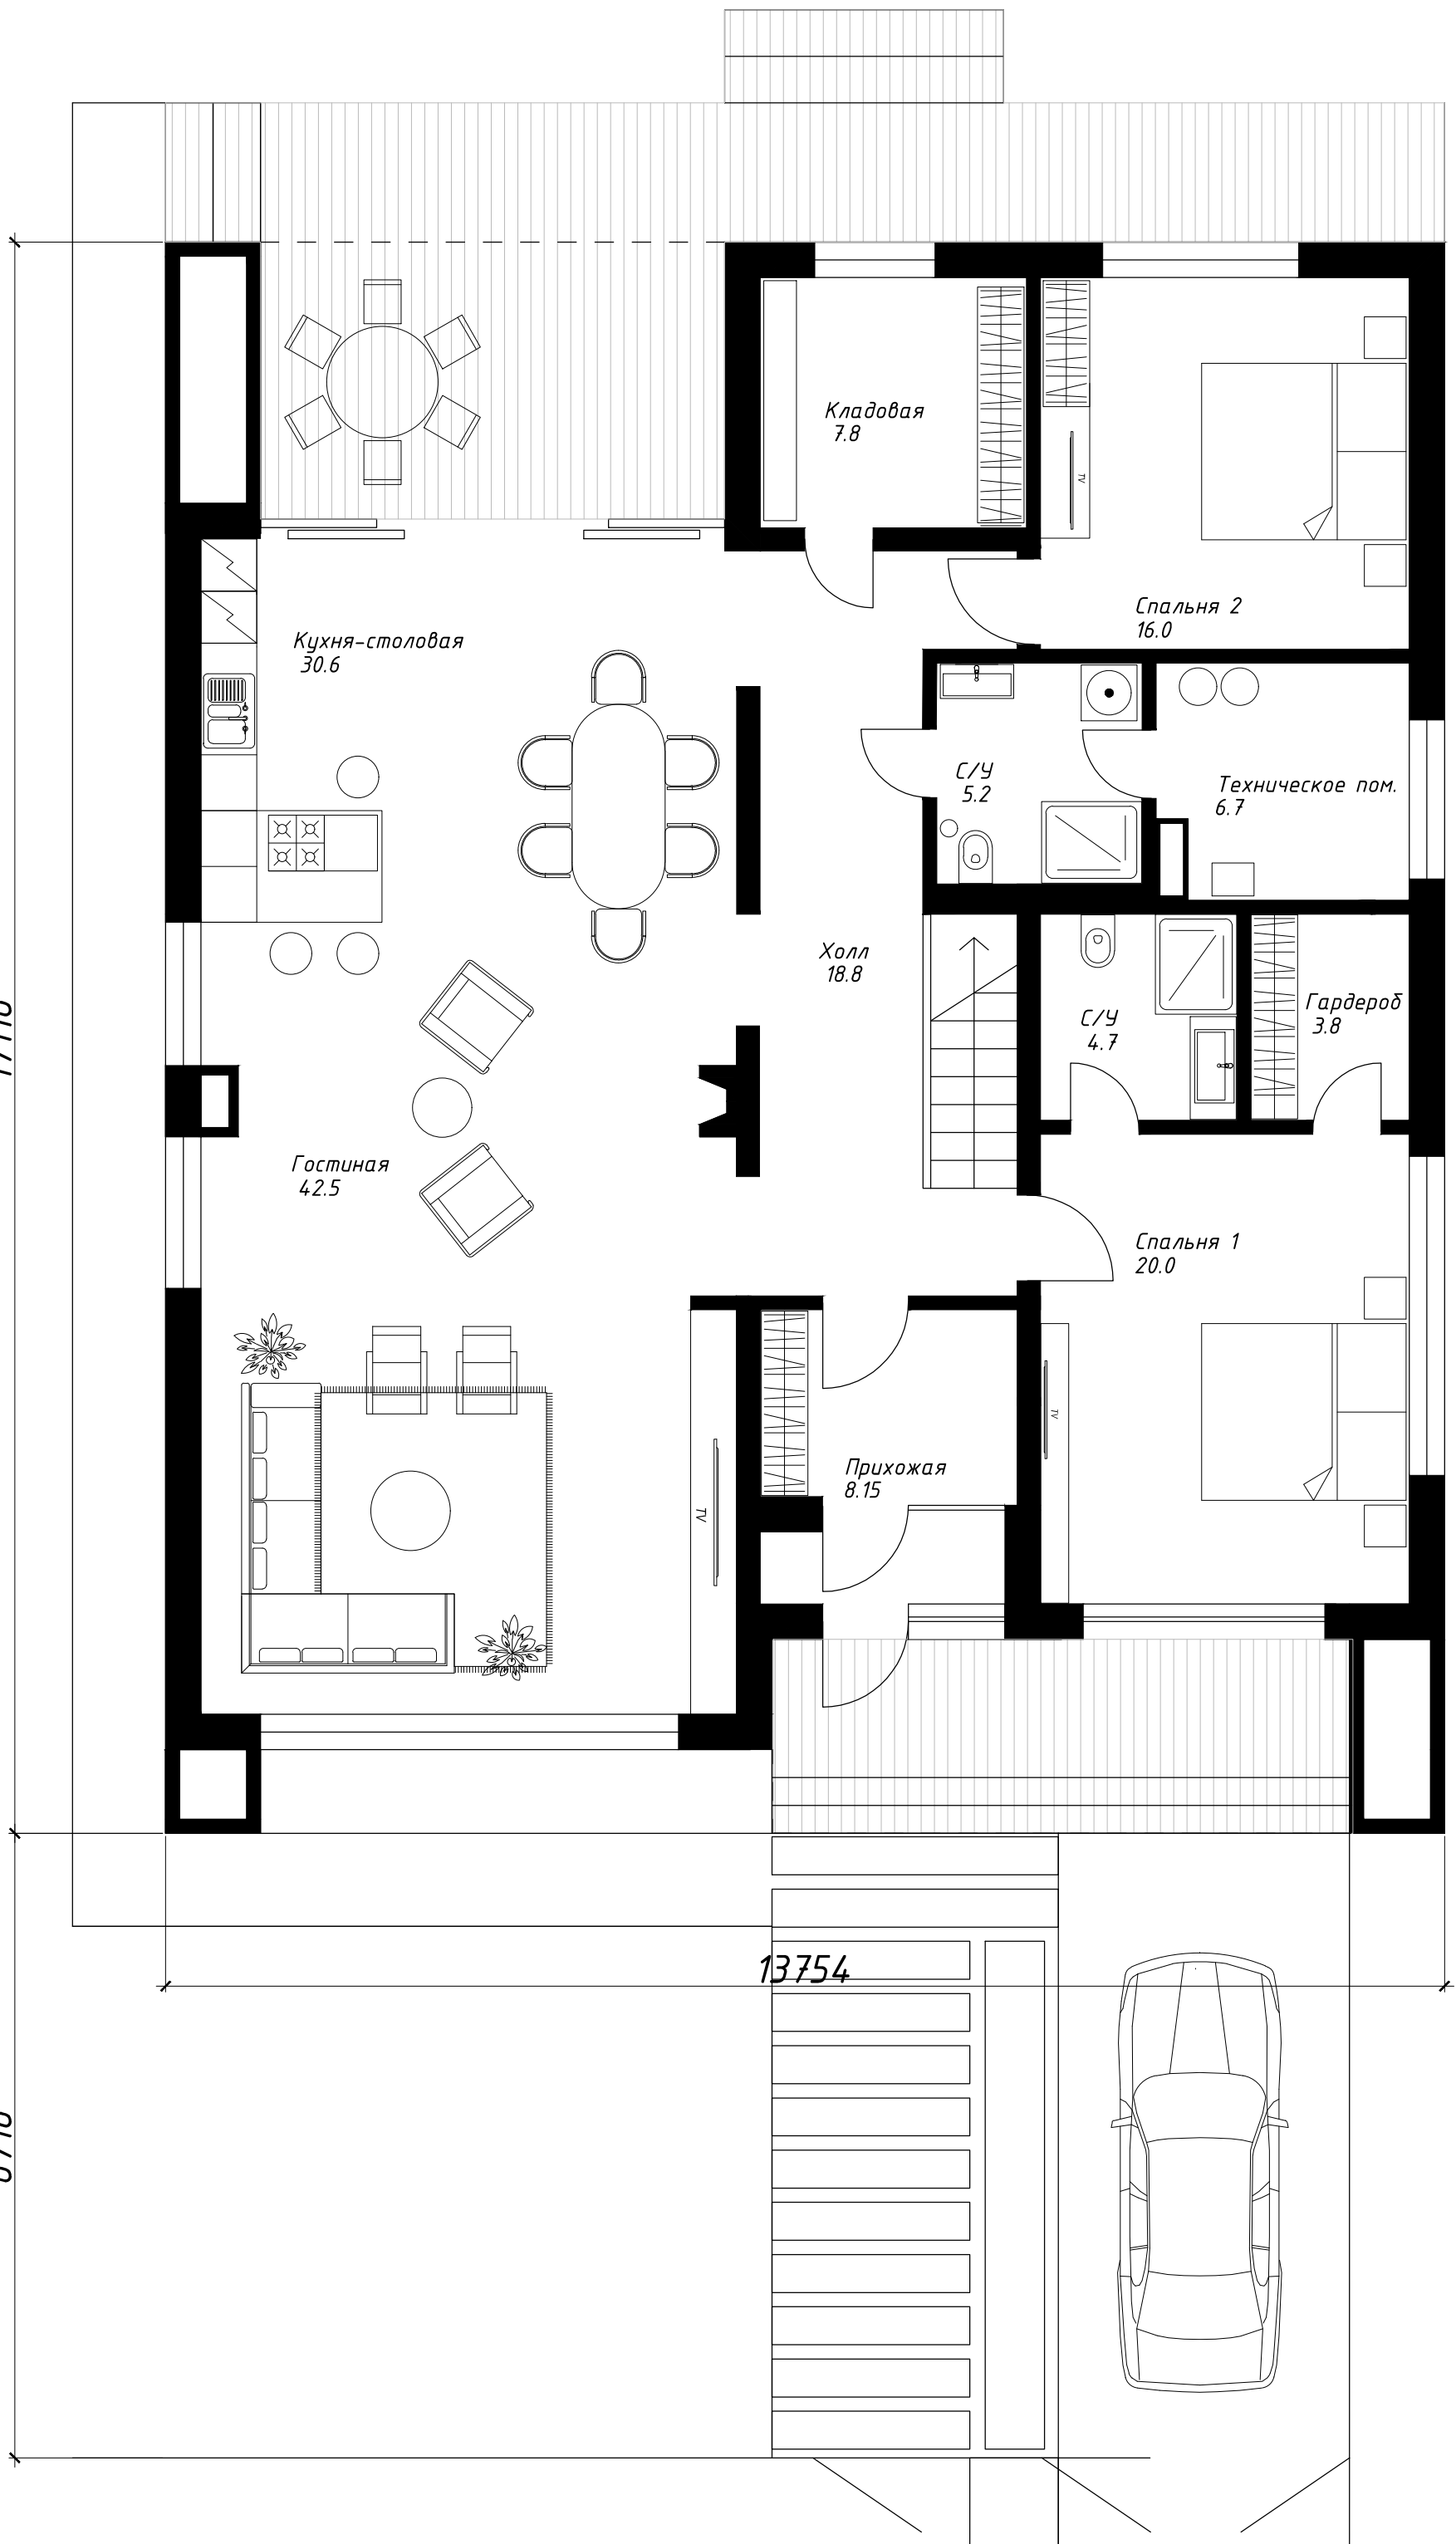 Кладовая
7.8
TV
Спальня 2
16.0
Кухня-столовая
30.6
С/У
5.2
Техническое пом.
6.7
Холл
18.8
Гардероб
3.8
С/У
4.7
Гостиная
42.5
Спальня 1
20.0
TV
Прихожая
8.15
TV
13754